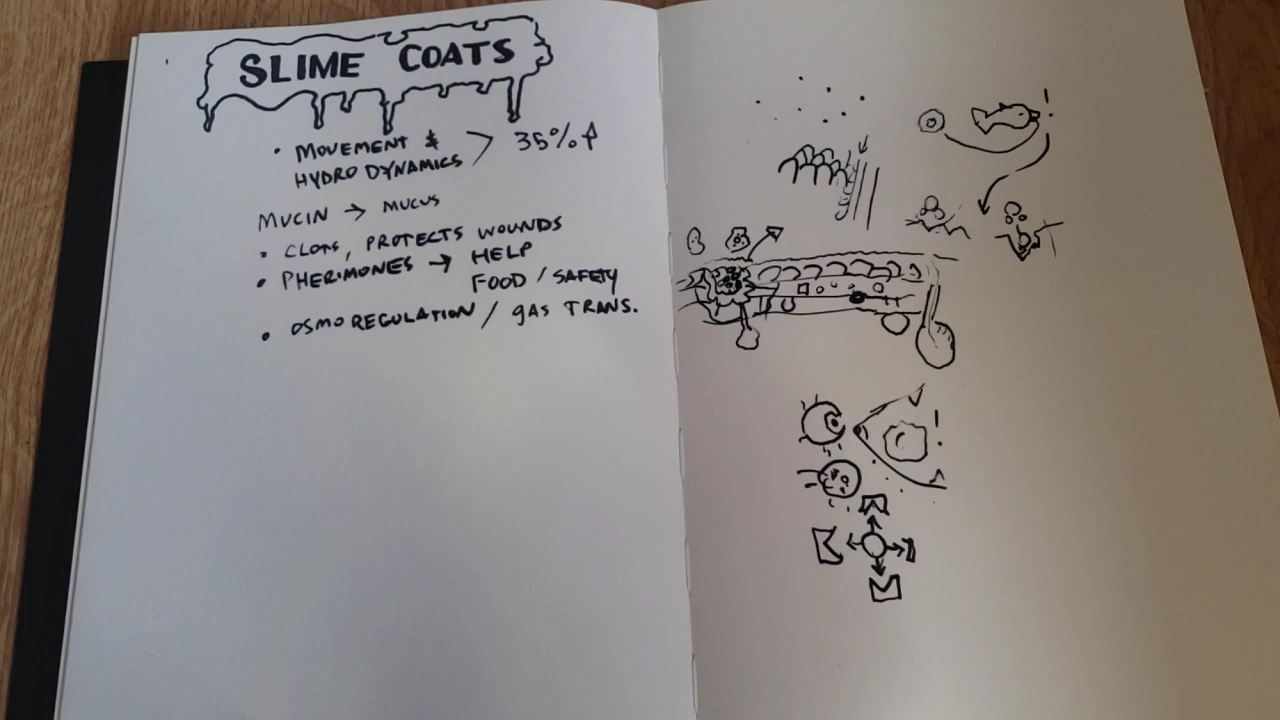 SLIME COATS
• MOVEMENT &
HYDRO DYNAMICS > 35% ↑
MUCIN → MUCUS
• CLOTS, PROTECTS WOUNDS
• PHERIMONES → HELP
FOOD / SAFETY
• OSMOREGULATION / GAS TRANS.